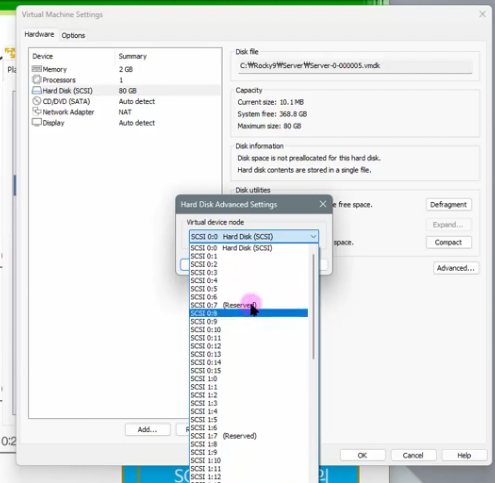 Virtual Machine Settings
Hardware Options
Device Summary
Memory 2 GB
Processors 1
Hard Disk (SCSI) 80 GB
CD/DVD (SATA) Auto detect
Network Adapter NAT
Display Auto detect
Disk file
C:₩Rocky9₩Server₩Server-0-000005.vmdk
Capacity
Current size: 10.1 MB
System free: 368.8 GB
Maximum size: 80 GB
Disk information
Disk space is not preallocated for this hard disk.
Hard disk contents are stored in a single file.
Disk utilities
e free space.
Defragment
Expand...
space.
Compact
Advanced...
Hard Disk Advanced Settings
Virtual device node
SCSI 0:0 Hard Disk (SCSI)
SCSI 0:0 Hard Disk (SCSI)
SCSI 0:1
SCSI 0:2
SCSI 0:3
SCSI 0:4
SCSI 0:5
SCSI 0:6
SCSI 0:7 (Reserved)
SCSI 0:8
SCSI 0:9
SCSI 0:10
SCSI 0:11
SCSI 0:12
SCSI 0:13
SCSI 0:14
SCSI 0:15
SCSI 1:0
SCSI 1:1
SCSI 1:2
SCSI 1:3
SCSI 1:4
SCSI 1:5
SCSI 1:6
SCSI 1:7 (Reserved)
SCSI 1:8
SCSI 1:9
SCSI 1:10
SCSI 1:11
SCSI 1:12
Add...
OK
Cancel
Help